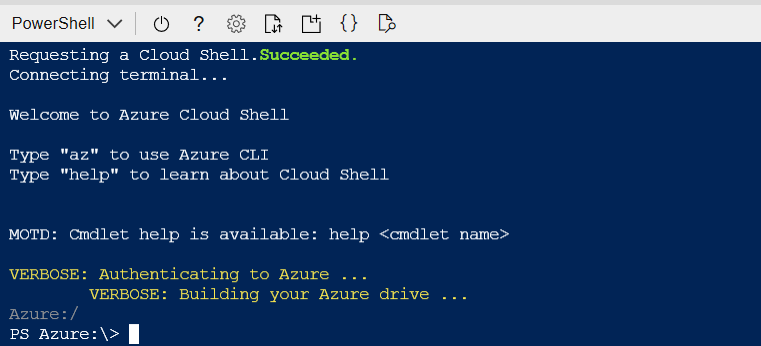 PowerShell
Requesting a Cloud Shell.Succeeded.
Connecting terminal...
Welcome to Azure Cloud Shell
Type "az" to use Azure CLI
Type "help" to learn about Cloud Shell
MOTD: Cmdlet help is available: help <cmdlet name>
VERBOSE: Authenticating to Azure ...
VERBOSE: Building your Azure drive ...
Azure:/
PS Azure:\>